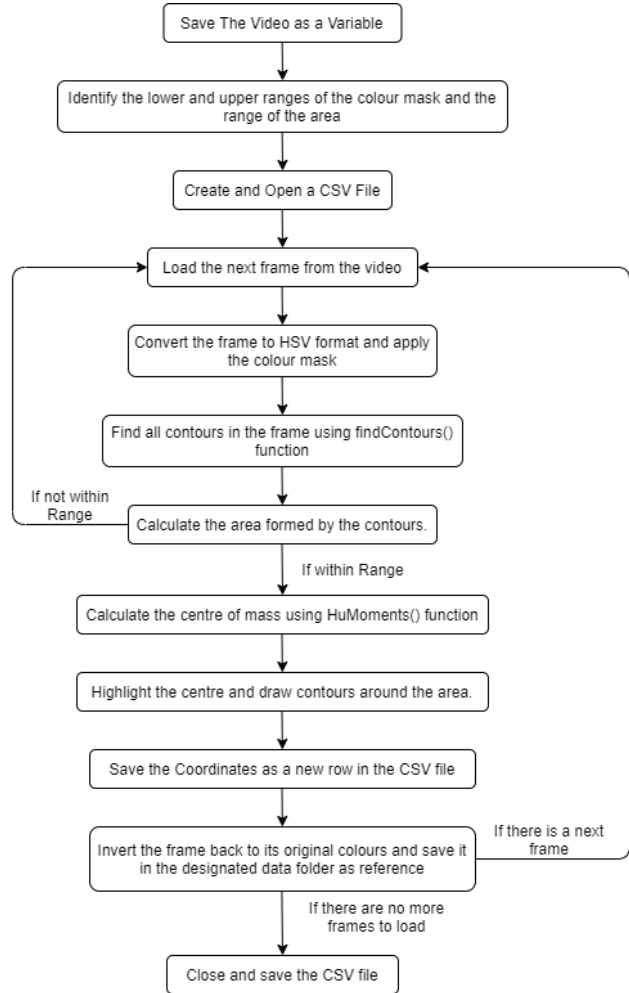 Save The Video as a Variable
Identify the lower and upper ranges of the colour mask and the
range of the area
Create and Open a CSV File
Load the next frame from the video
Convert the frame to HSV format and apply
the colour mask
Find all contours in the frame using findContours()
function
If not within
Range
Calculate the area formed by the contours.
If within Range
Calculate the centre of mass using HuMoments() function
Highlight the centre and draw contours around the area.
Save the Coordinates as a new row in the CSV file
Invert the frame back to its original colours and save it
in the designated data folder as reference
If there is a next
frame
If there are no more
frames to load
Close and save the CSV file